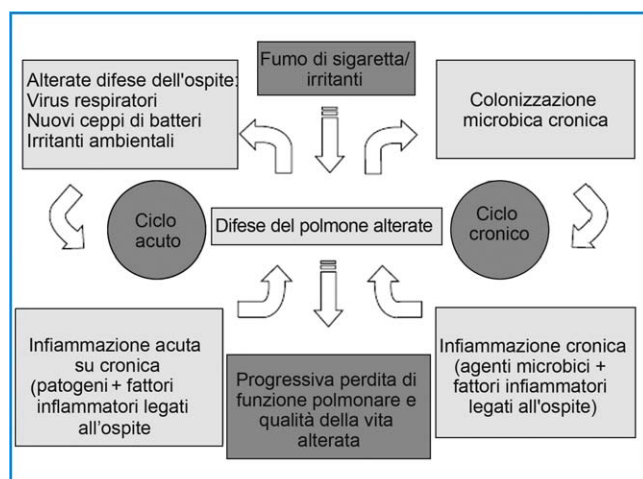 Fumo di sigaretta/
irritanti
Alterate difese dell'ospite:
Virus respiratori
Nuovi ceppi di batteri
Irritanti ambientali
Colonizzazione
microbica cronica
Ciclo
acuto
Difese del polmone alterate
Ciclo
cronico
Infiammazione acuta
su cronica
(patogeni + fattori
inflammatori legati
all'ospite
Progressiva perdita di
funzione polmonare e
qualità della vita
alterata
Infiammazione cronica
(agenti microbici +
fattori infiammatori
legati all'ospite)